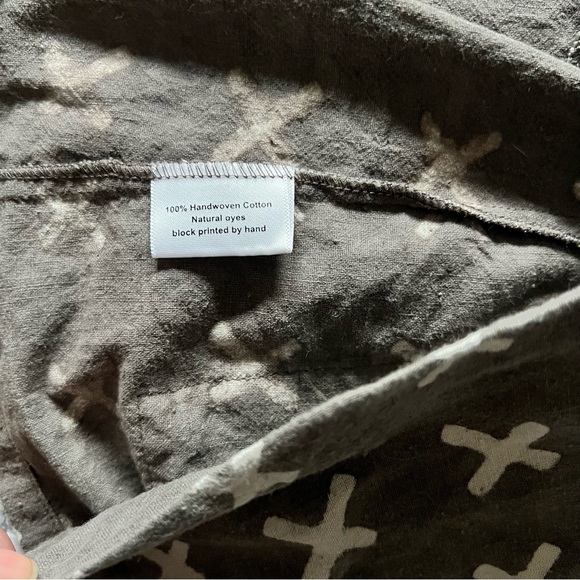 100% Handwoven Cotton
Natural oyes
block printed by hand